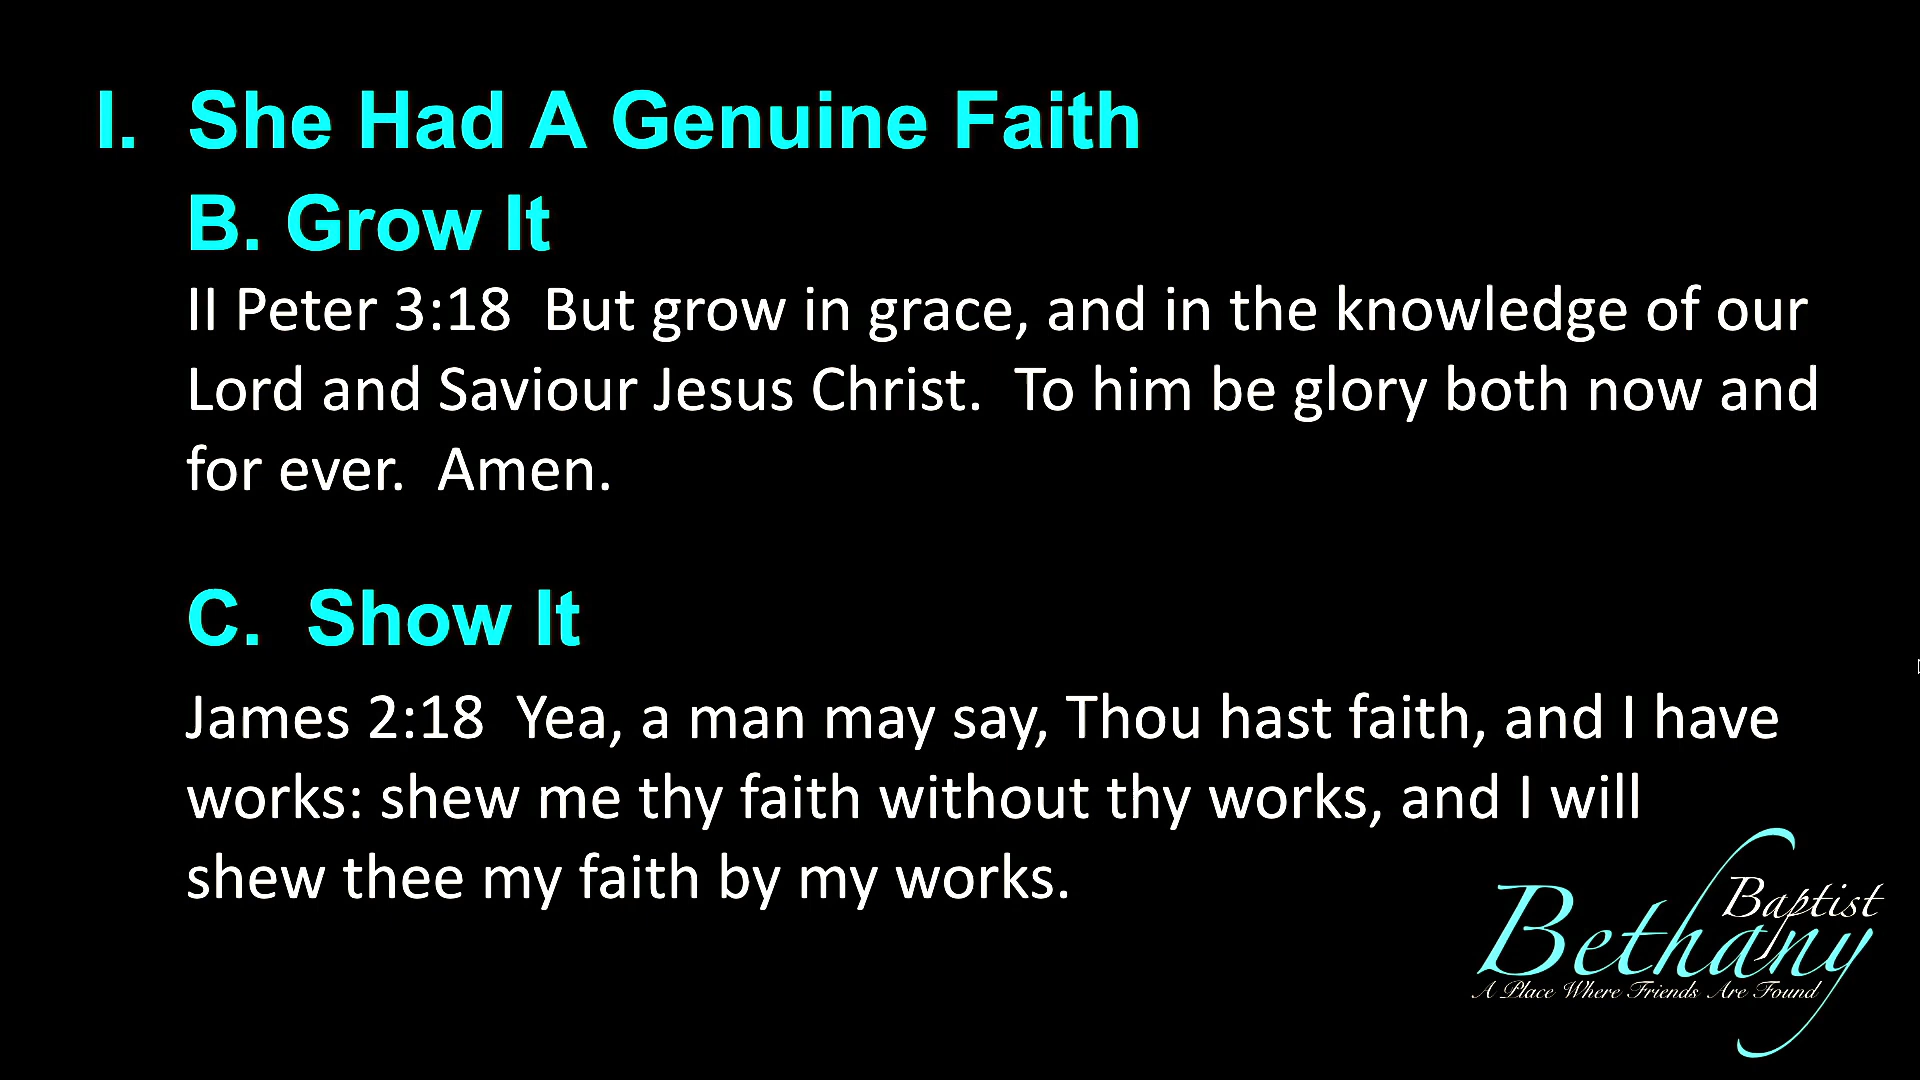 I. She Had A Genuine Faith
B. Grow It
II Peter 3:18 But grow in grace, and in the knowledge of our
Lord and Saviour Jesus Christ. To him be glory both now and
for ever. Amen.
C. Show It
James 2:18 Yea, a man may say, Thou hast faith, and I have
works: shew me thy faith without thy works, and I will
shew thee my faith by my works.
Bethany Baptist
A Place Where Friends Are Found